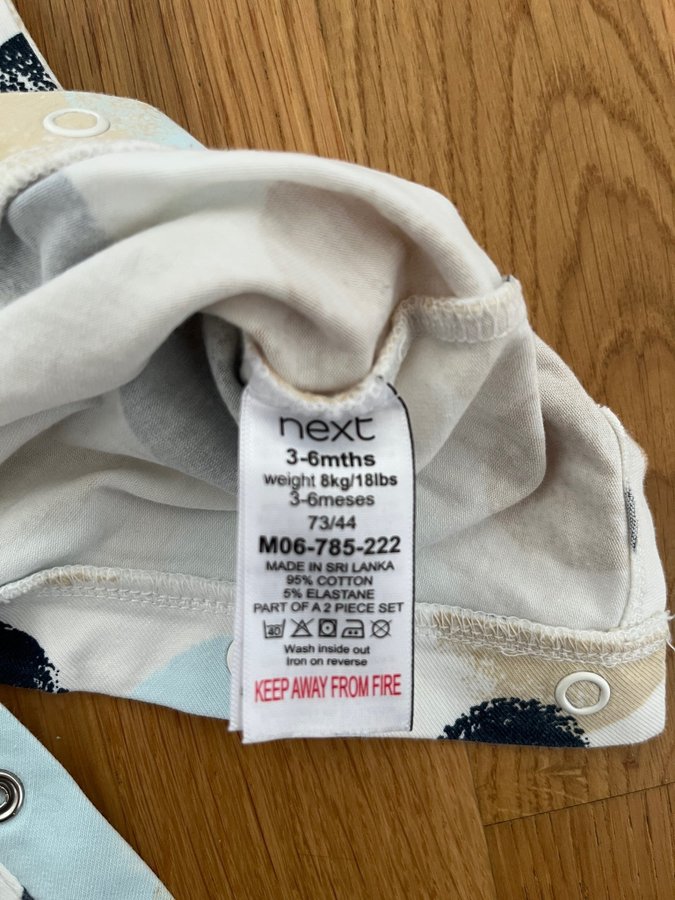 next
3-6mths
weight 8kg/18lbs
3-6meses
73/44
M06-785-222
MADE IN SRI LANKA
95% COTTON
5% ELASTANE
PART OF A 2 PIECE SET
40
Wash inside out
Iron on reverse
KEEP AWAY FROM FIRE